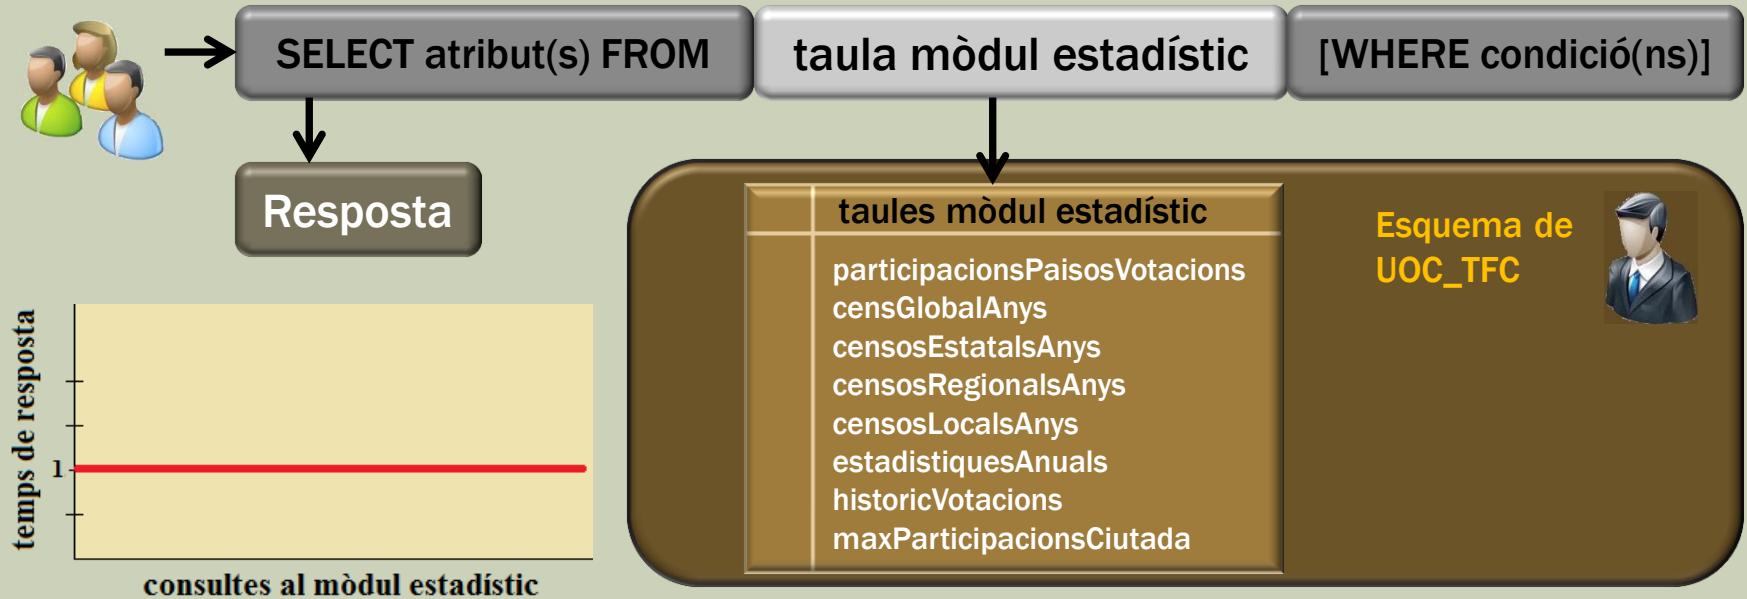 SELECT atribut(s) FROM
taula mòdul estadístic
[WHERE condició(ns)]
Resposta
taules mòdul estadístic
participacionsPaisosVotacions
censGlobalAnys
censosEstatalsAnys
censosRegionalsAnys
censosLocalsAnys
estadistiquesAnuals
historicVotacions
maxParticipacionsCiutada
Esquema de
UOC_TFC
temps de resposta
1
consultes al mòdul estadístic